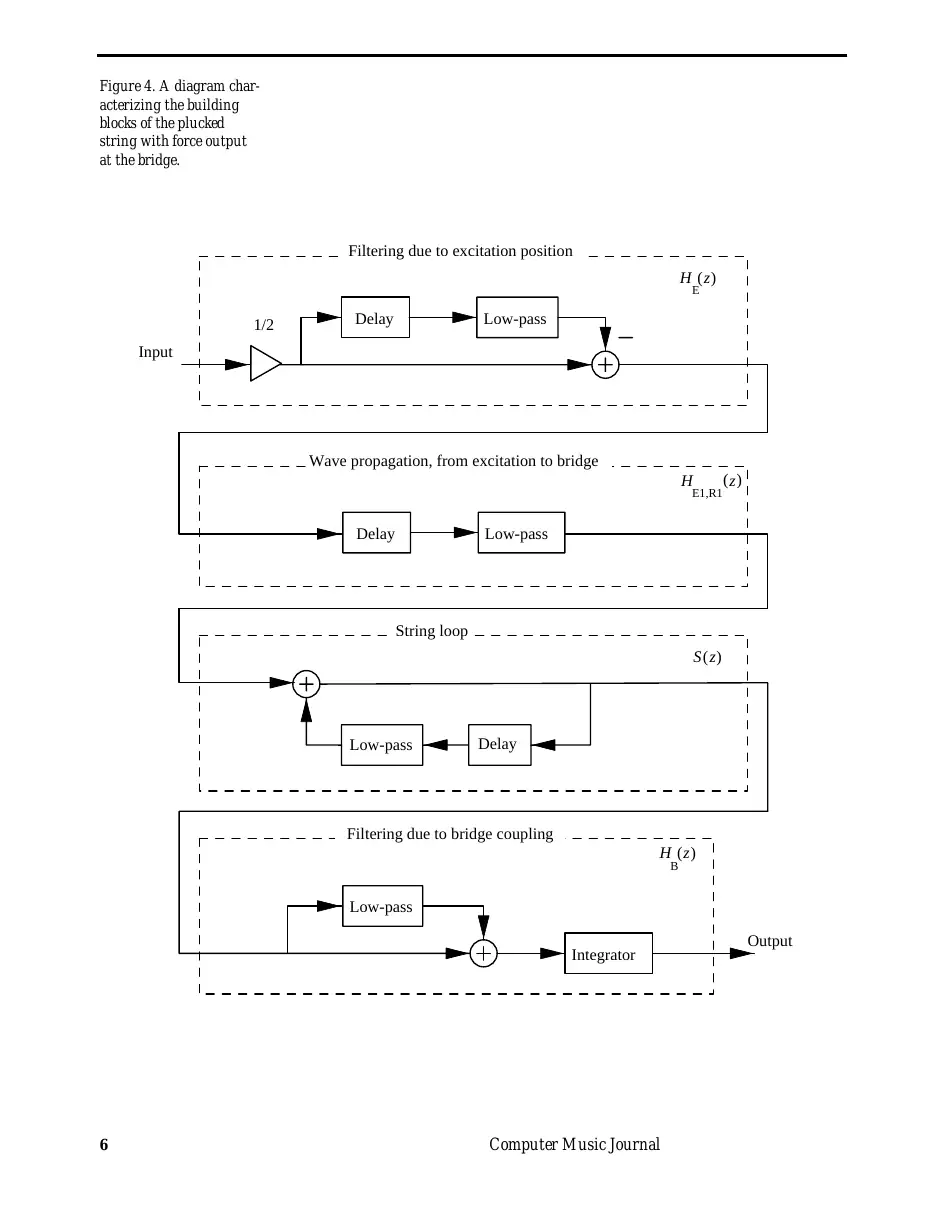 Figure 4. A diagram char-
acterizing the building
blocks of the plucked
string with force output
at the bridge.
Filtering due to excitation position
H_E(z)
1/2
Delay
Low-pass
Input
−
+
Wave propagation, from excitation to bridge
H_E1,R1(z)
Delay
Low-pass
String loop
S(z)
+
Low-pass
Delay
Filtering due to bridge coupling
H_B(z)
Low-pass
+
Integrator
Output
6
Computer Music Journal